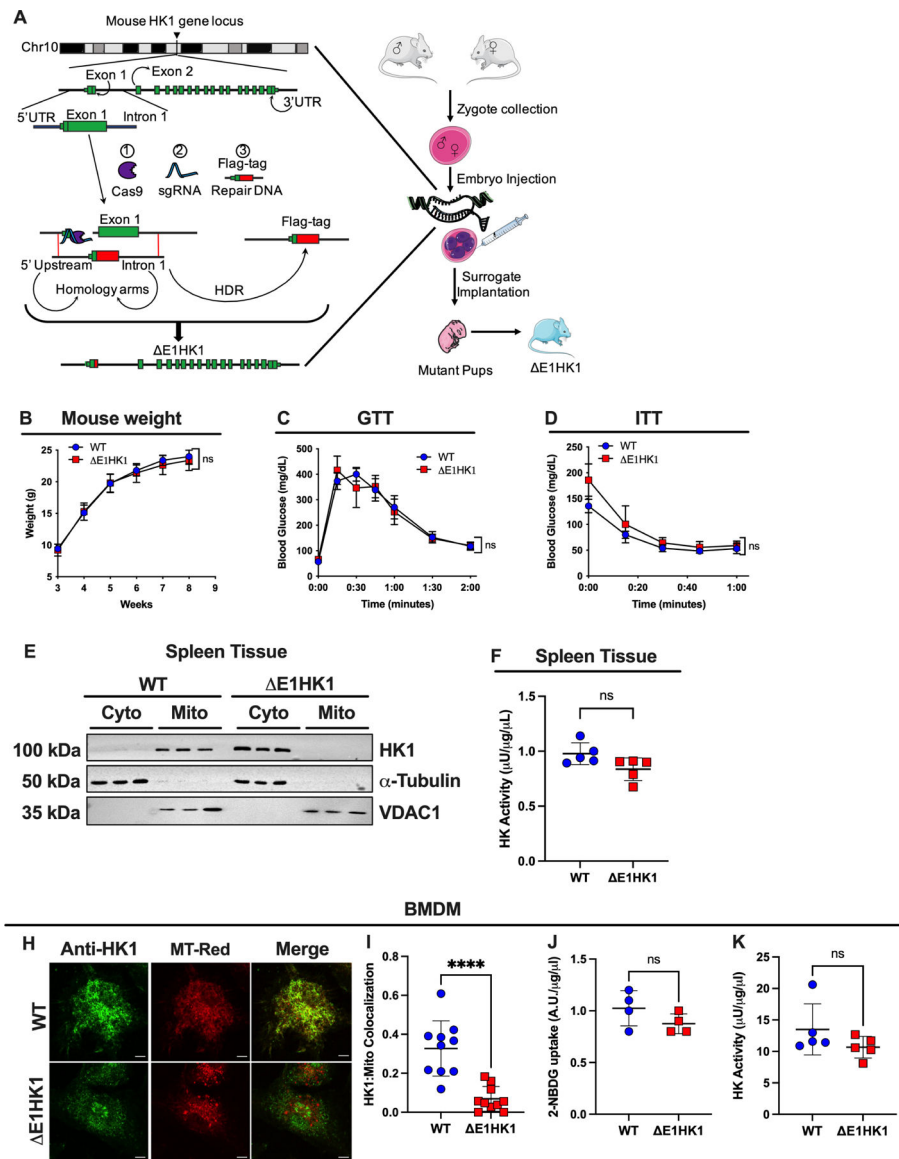 A
Mouse HK1 gene locus
Chr10
Exon 1
Exon 2
3'UTR
5'UTR
Exon 1
Intron 1
1
2
3
Flag-tag
Cas9
sgRNA
Repair DNA
Exon 1
Flag-tag
5' Upstream
Intron 1
Homology arms
HDR
ΔE1HK1
♂
♀
Zygote collection
♂
♀
Embryo Injection
Surrogate
Implantation
Mutant Pups
ΔE1HK1
B Mouse weight
WT
ΔE1HK1
ns
Weight (g)
25
20
15
10
5
3 4 5 6 7 8 9
Weeks
C GTT
WT
ΔE1HK1
ns
Blood Glucose (mg/dL)
500
400
300
200
100
0
0:00 0:30 1:00 1:30 2:00
Time (minutes)
D ITT
WT
ΔE1HK1
ns
Blood Glucose (mg/dL)
250
200
150
100
50
0
0:00 0:20 0:40 1:00
Time (minutes)
E Spleen Tissue
WT ΔE1HK1
Cyto Mito Cyto Mito
100 kDa HK1
50 kDa α-Tubulin
35 kDa VDAC1
F Spleen Tissue
ns
HK Activity (μU/μg/μL)
1.5
1.0
0.5
0.0
WT ΔE1HK1
BMDM
H Anti-HK1 MT-Red Merge
WT
ΔE1HK1
I
****
HK1:Mito Colocalization
0.8
0.6
0.4
0.2
0.0
WT ΔE1HK1
J
ns
2-NBDG uptake (A.U./μg/μl)
2.0
1.5
1.0
0.5
0.0
WT ΔE1HK1
K
ns
HK Activity (μU/μg/μl)
25
20
15
10
5
0
WT ΔE1HK1